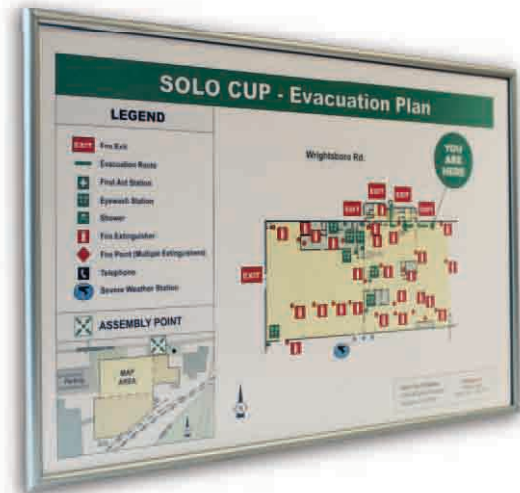 SOLO CUP - Evacuation Plan
LEGEND
EXIT Fire Exit
Evacuation Route
First Aid Station
Eyewash Station
Shower
Fire Extinguisher
Fire Point (Multiple Extinguishers)
Telephone
Severe Weather Station
ASSEMBLY POINT
Parking
MAP
AREA
Wrightsboro Rd.
YOU
ARE
HERE
EXIT
EXIT
EXIT
EXIT
EXIT